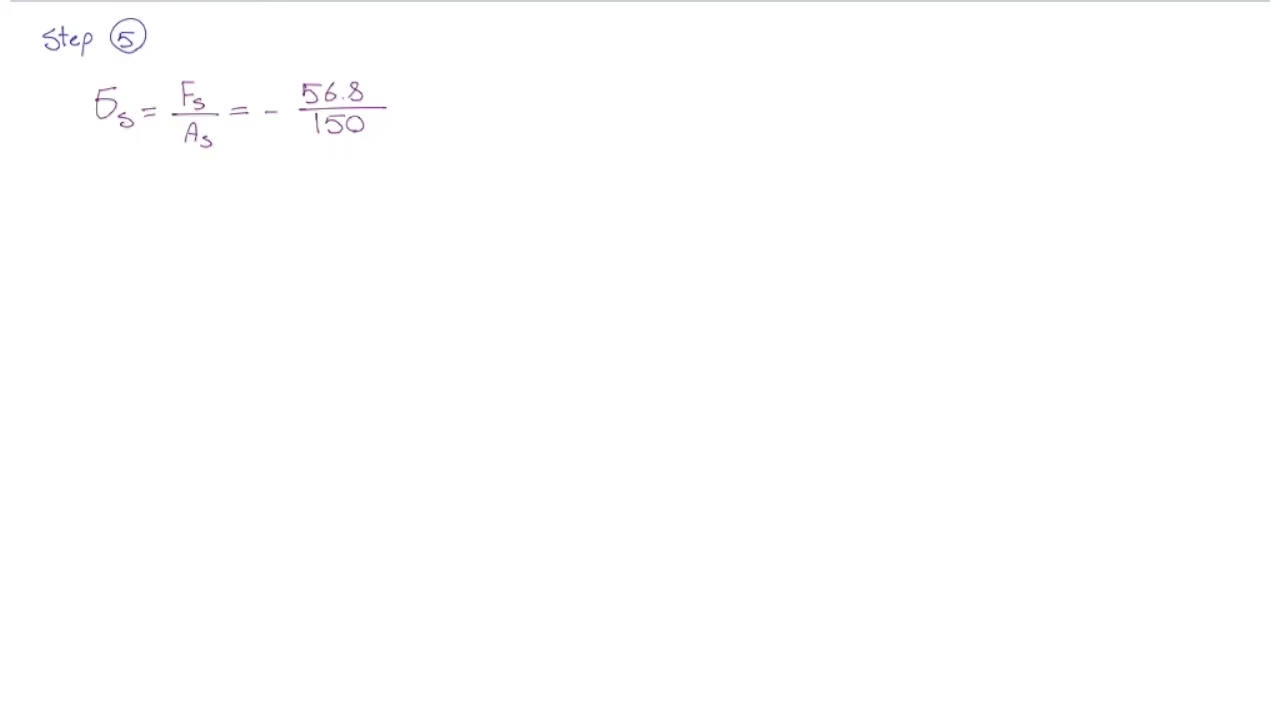 Step 5
σs = Fs/As = - 56.8/150